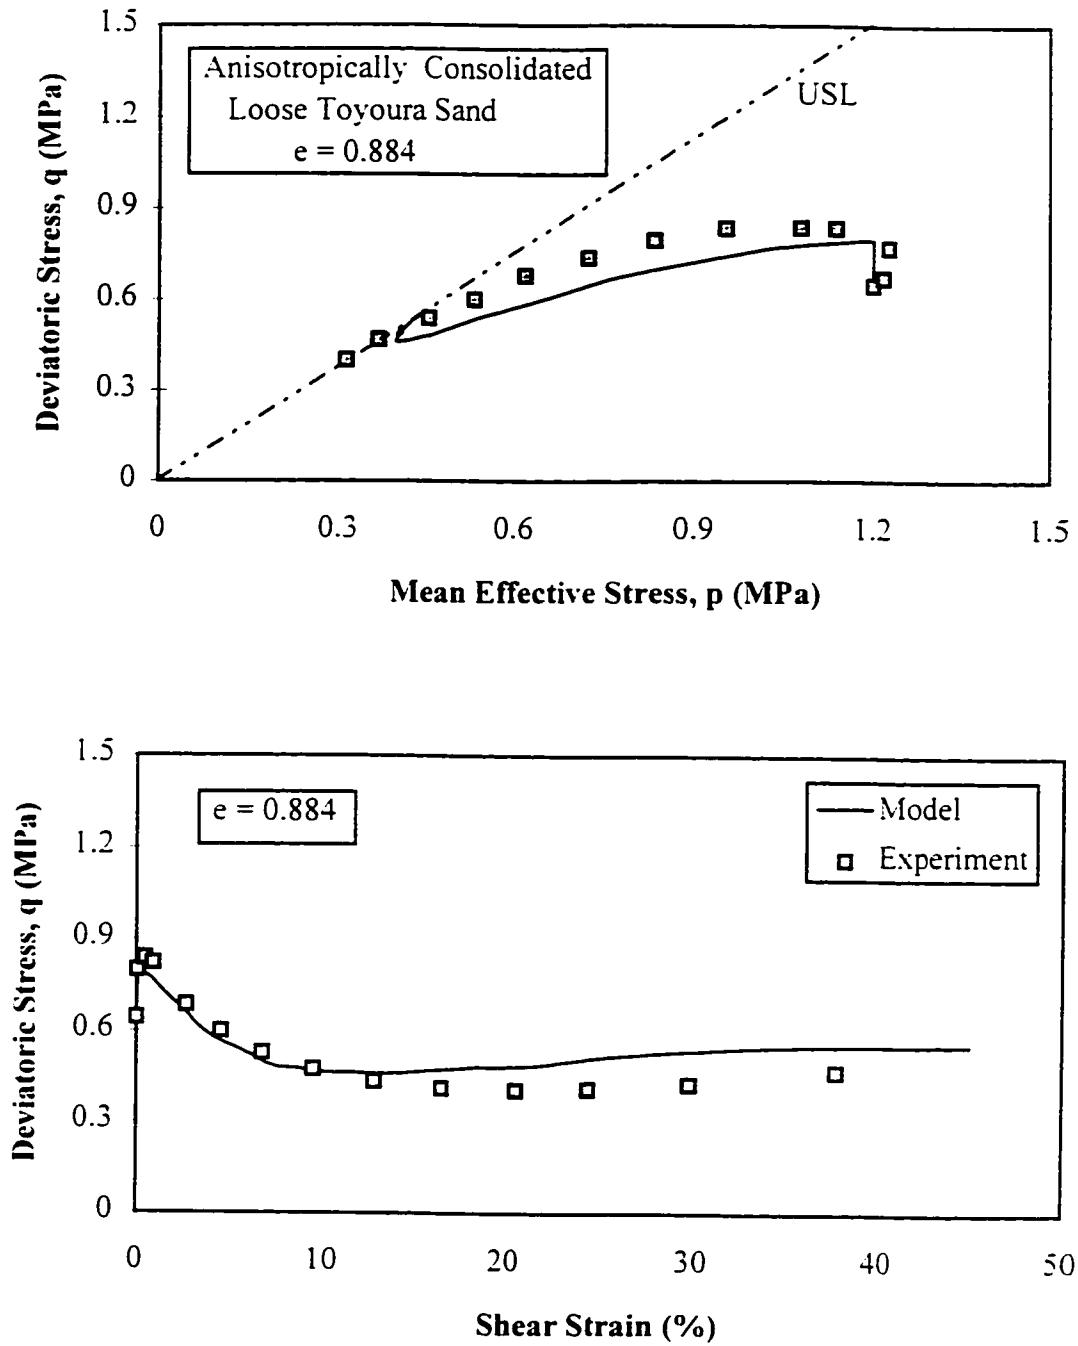 1.5
Anisotropically Consolidated
Loose Toyoura Sand
e = 0.884
USL
1.2
0.9
0.6
0.3
0
Deviatoric Stress, q (MPa)
0 0.3 0.6 0.9 1.2 1.5
Mean Effective Stress, p (MPa)
1.5
e = 0.884
Model
Experiment
1.2
0.9
0.6
0.3
0
Deviatoric Stress, q (MPa)
0 10 20 30 40 50
Shear Strain (%)